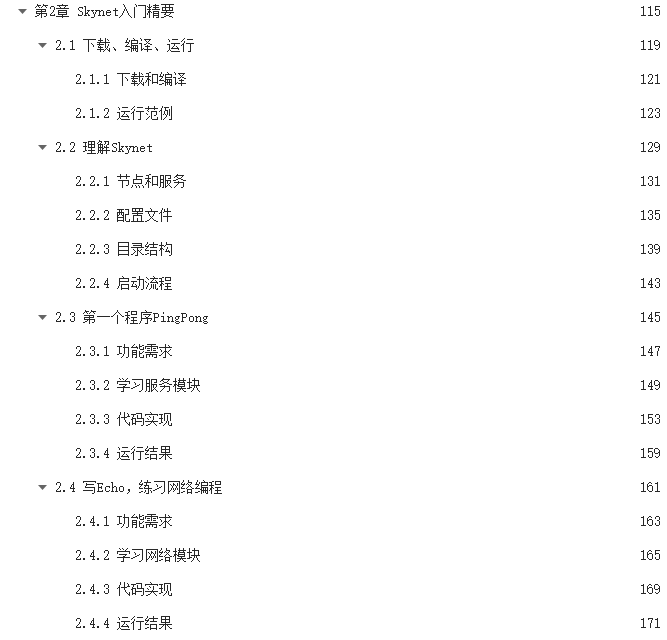 第2章 Skynet入门精要 115
2.1 下载、编译、运行 119
2.1.1 下载和编译 121
2.1.2 运行范例 123
2.2 理解Skynet 129
2.2.1 节点和服务 131
2.2.2 配置文件 135
2.2.3 目录结构 139
2.2.4 启动流程 143
2.3 第一个程序PingPong 145
2.3.1 功能需求 147
2.3.2 学习服务模块 149
2.3.3 代码实现 153
2.3.4 运行结果 159
2.4 写Echo，练习网络编程 161
2.4.1 功能需求 163
2.4.2 学习网络模块 165
2.4.3 代码实现 169
2.4.4 运行结果 171